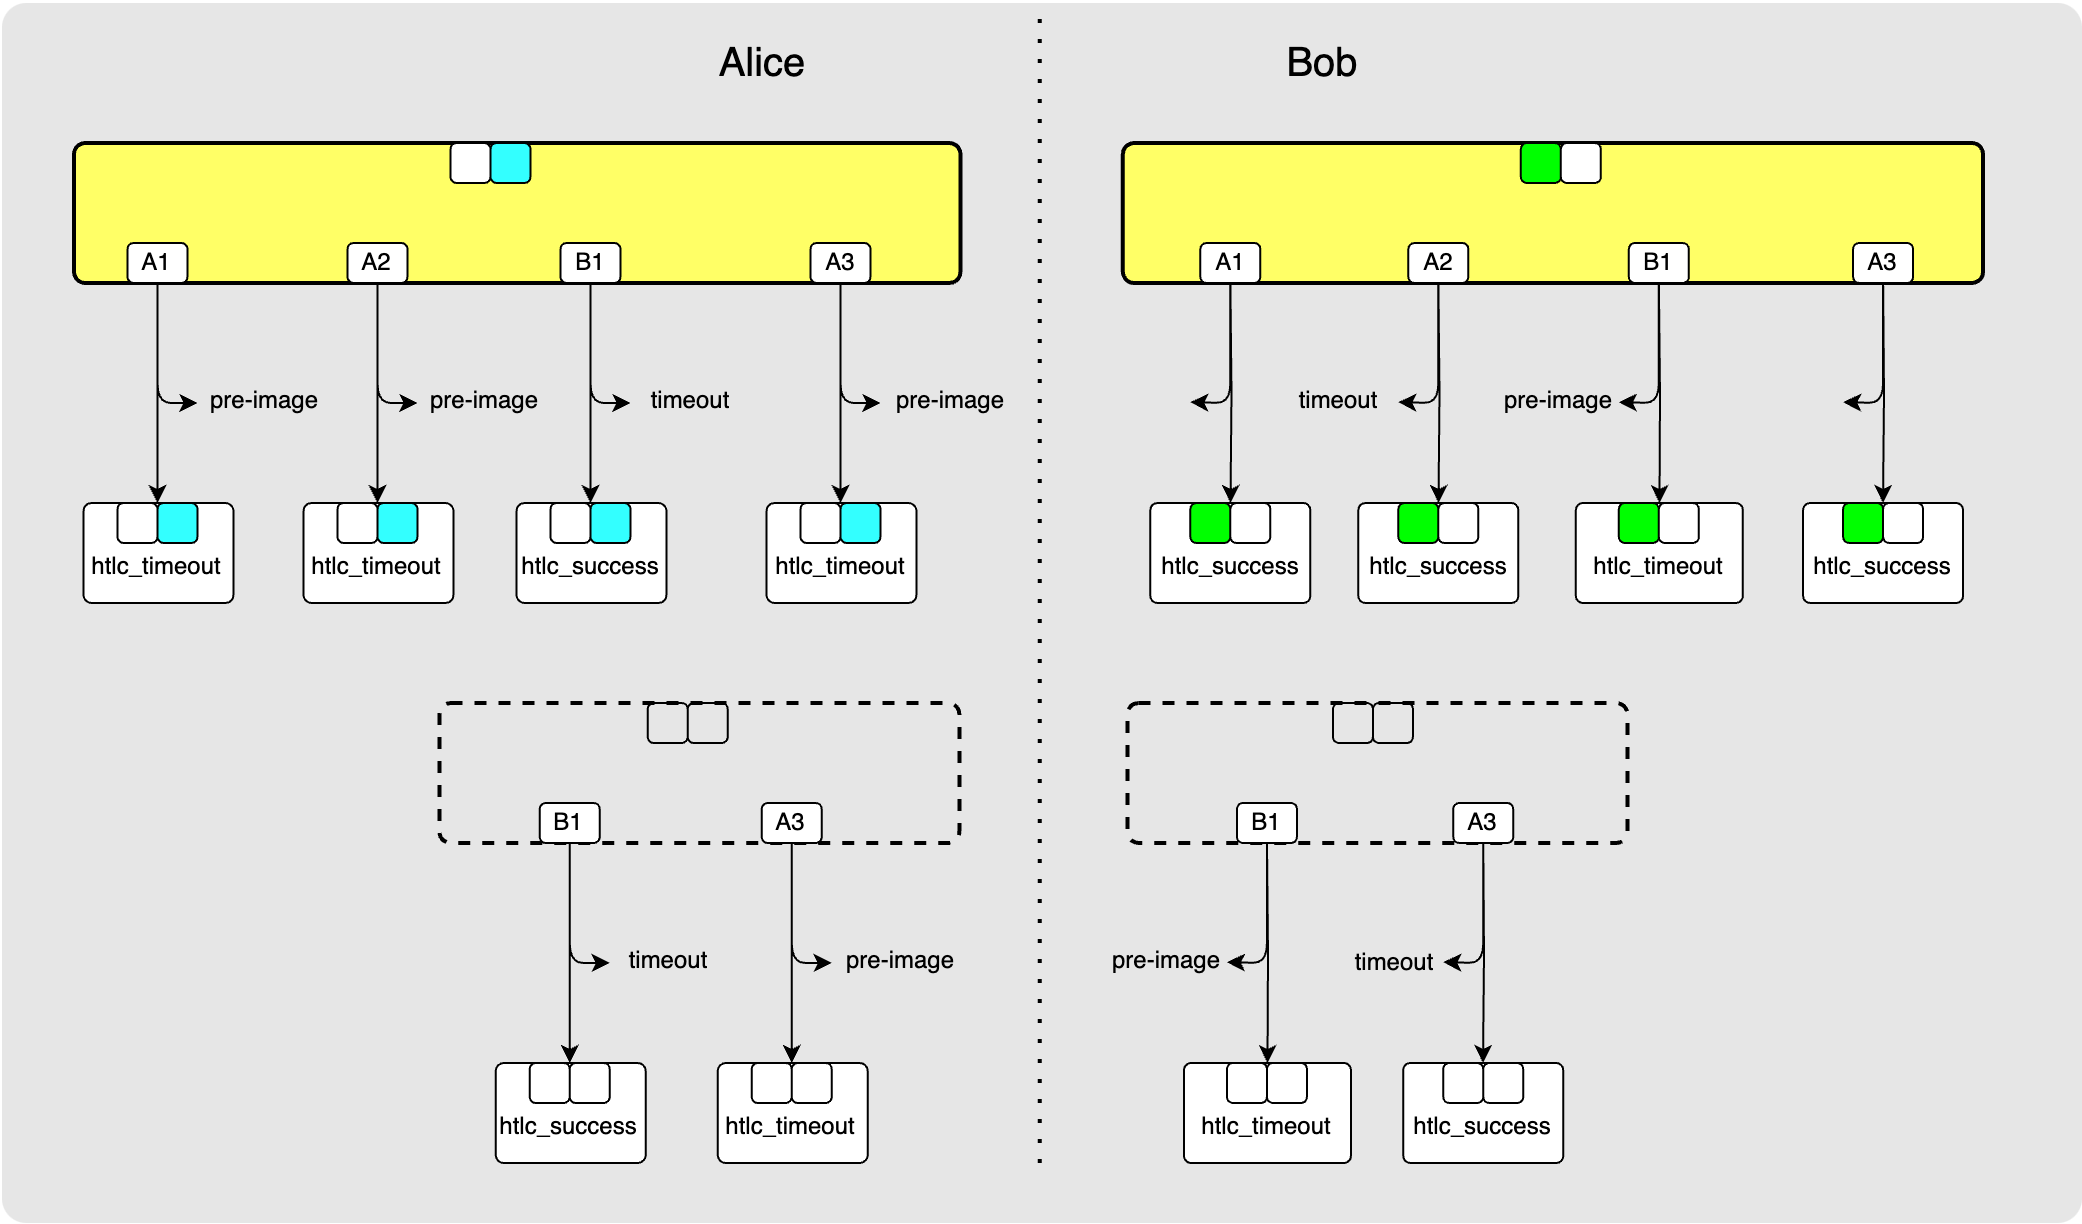 Alice Bob
A1 A2 B1 A3 A1 A2 B1 A3
pre-image pre-image timeout pre-image timeout pre-image
htlc_timeout htlc_timeout htlc_success htlc_timeout htlc_success htlc_success htlc_timeout htlc_success
B1 A3 B1 A3
timeout pre-image pre-image timeout
htlc_success htlc_timeout htlc_timeout htlc_success